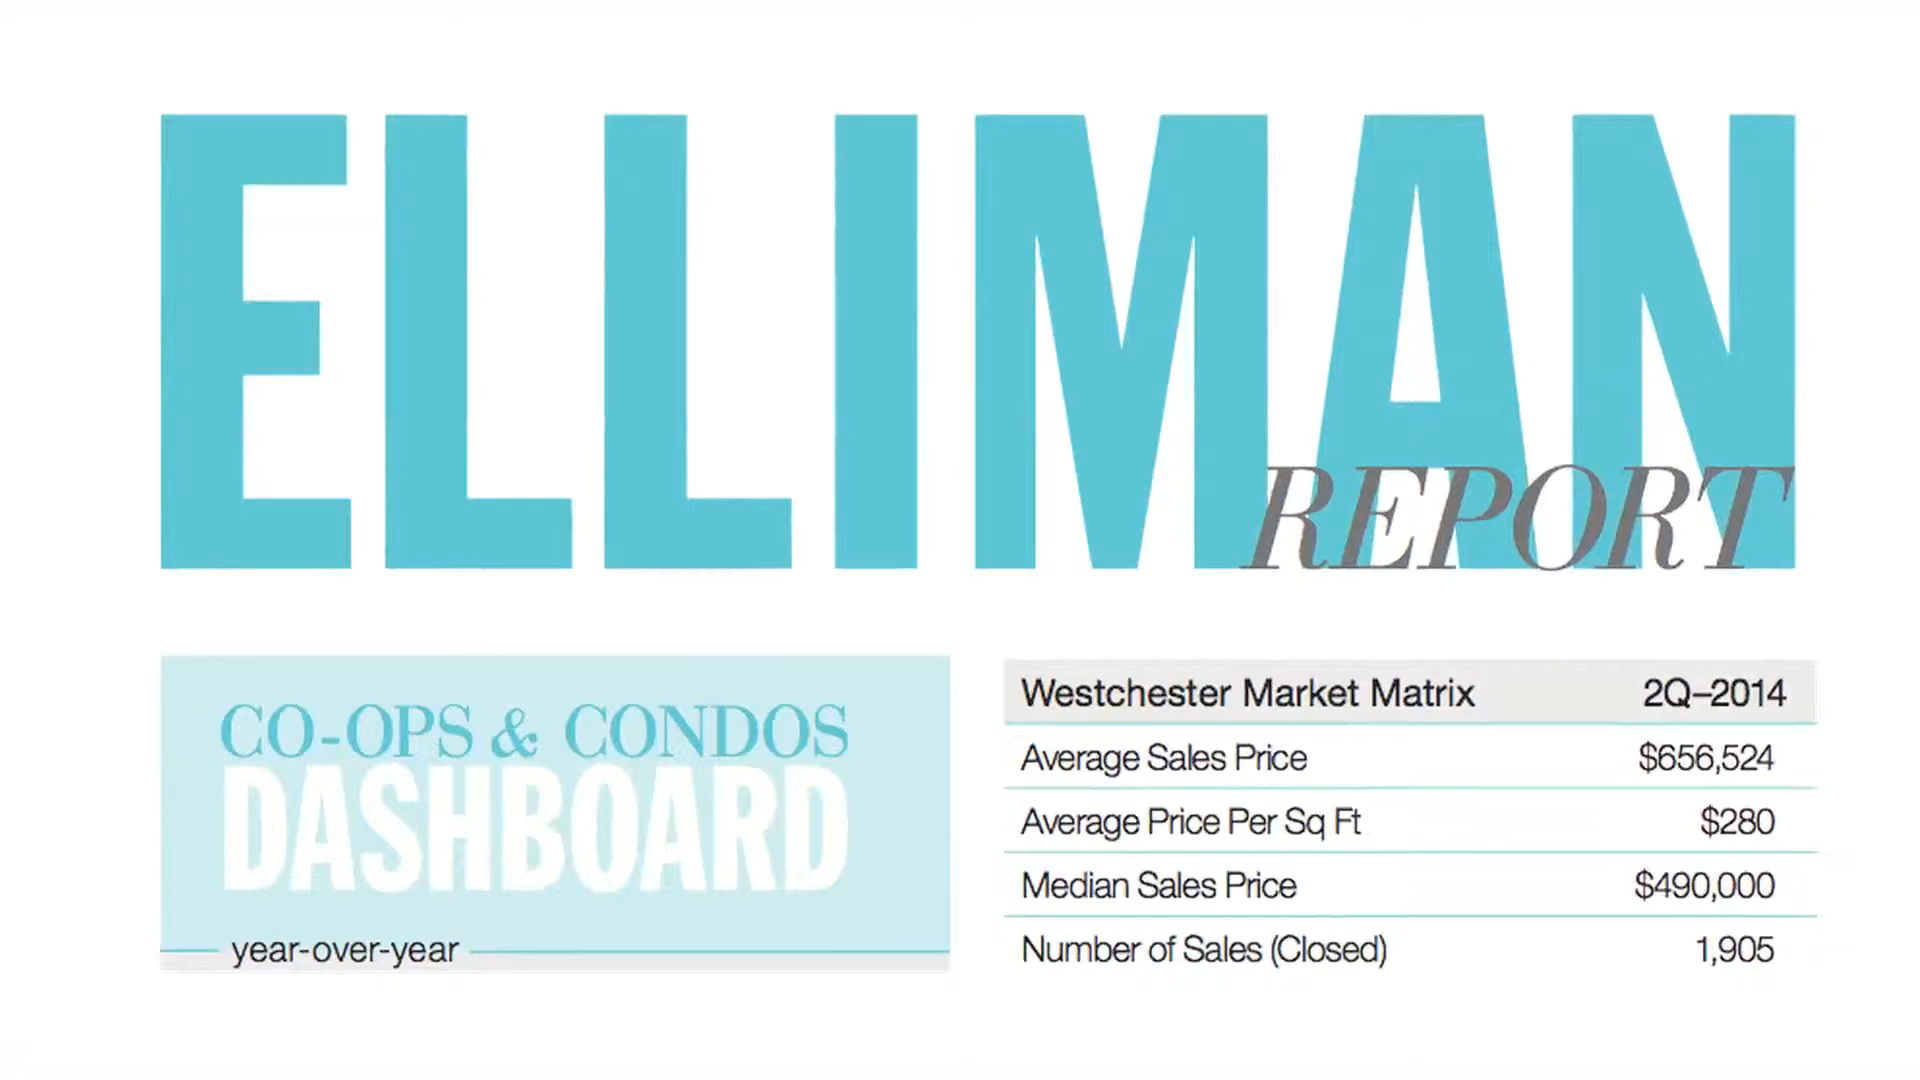 ELLIMAN
REPORT
CO-OPS & CONDOS
DASHBOARD
year-over-year
Westchester Market Matrix 2Q–2014
Average Sales Price $656,524
Average Price Per Sq Ft $280
Median Sales Price $490,000
Number of Sales (Closed) 1,905